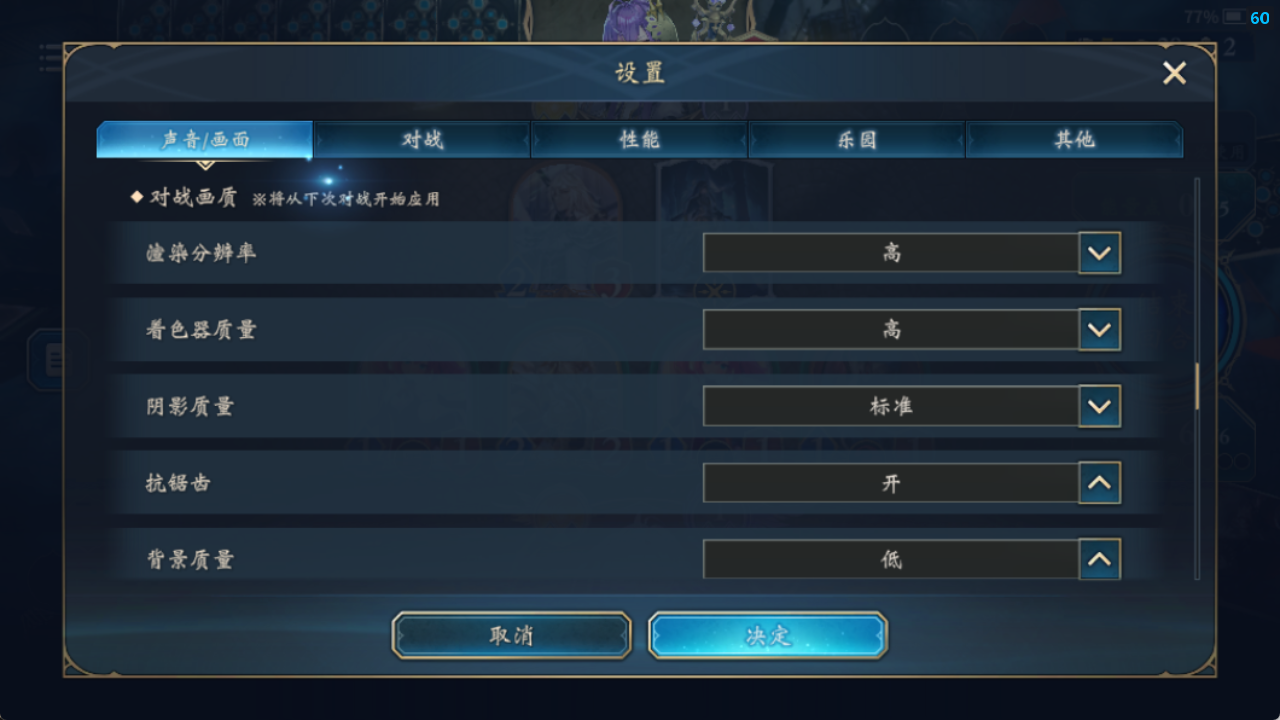 77%
60
设置
声音/画面
对战
性能
乐园
其他
对战画质 ※将从下次对战开始应用
渲染分辨率
高
着色器质量
高
阴影质量
标准
抗锯齿
开
背景质量
低
取消
决定